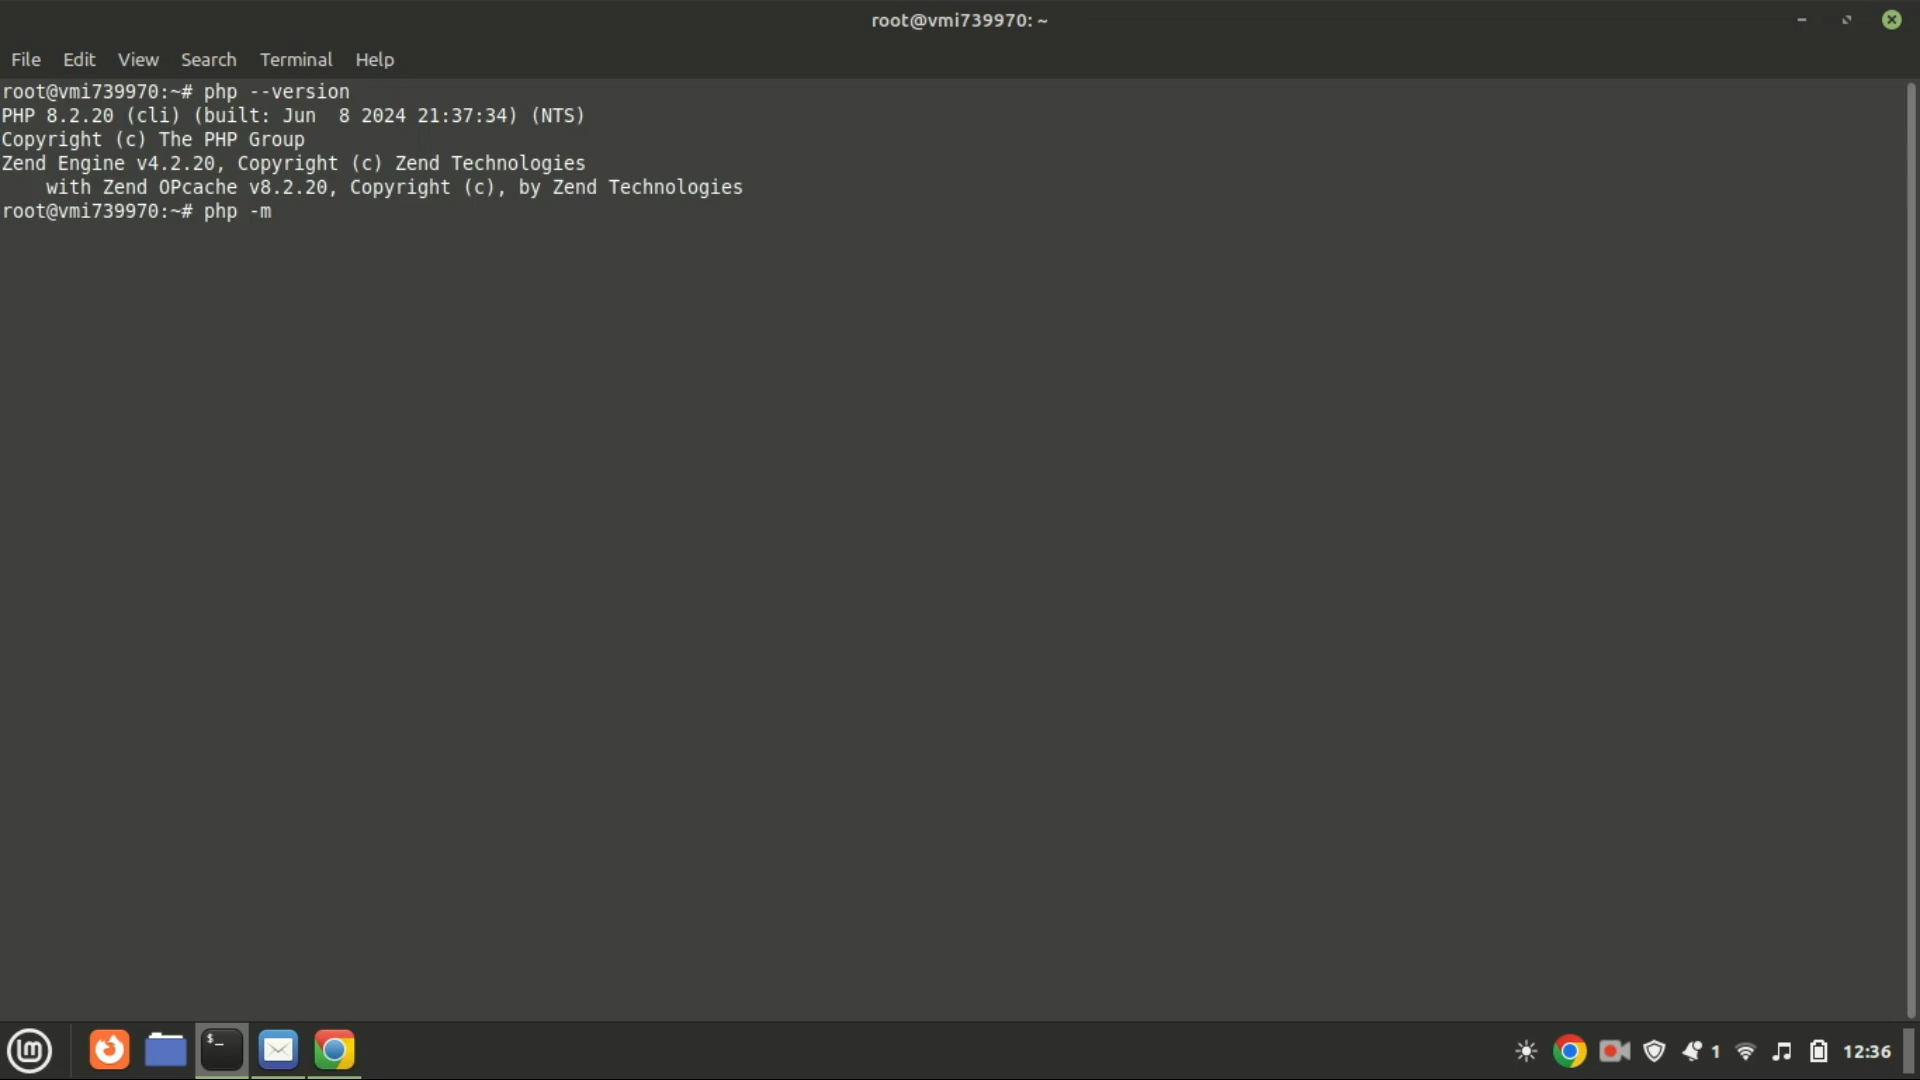 root@vmi739970: ~
File Edit View Search Terminal Help
root@vmi739970:~# php --version
PHP 8.2.20 (cli) (built: Jun  8 2024 21:37:34) (NTS)
Copyright (c) The PHP Group
Zend Engine v4.2.20, Copyright (c) Zend Technologies
    with Zend OPcache v8.2.20, Copyright (c), by Zend Technologies
root@vmi739970:~# php -m
$_
1
12:36